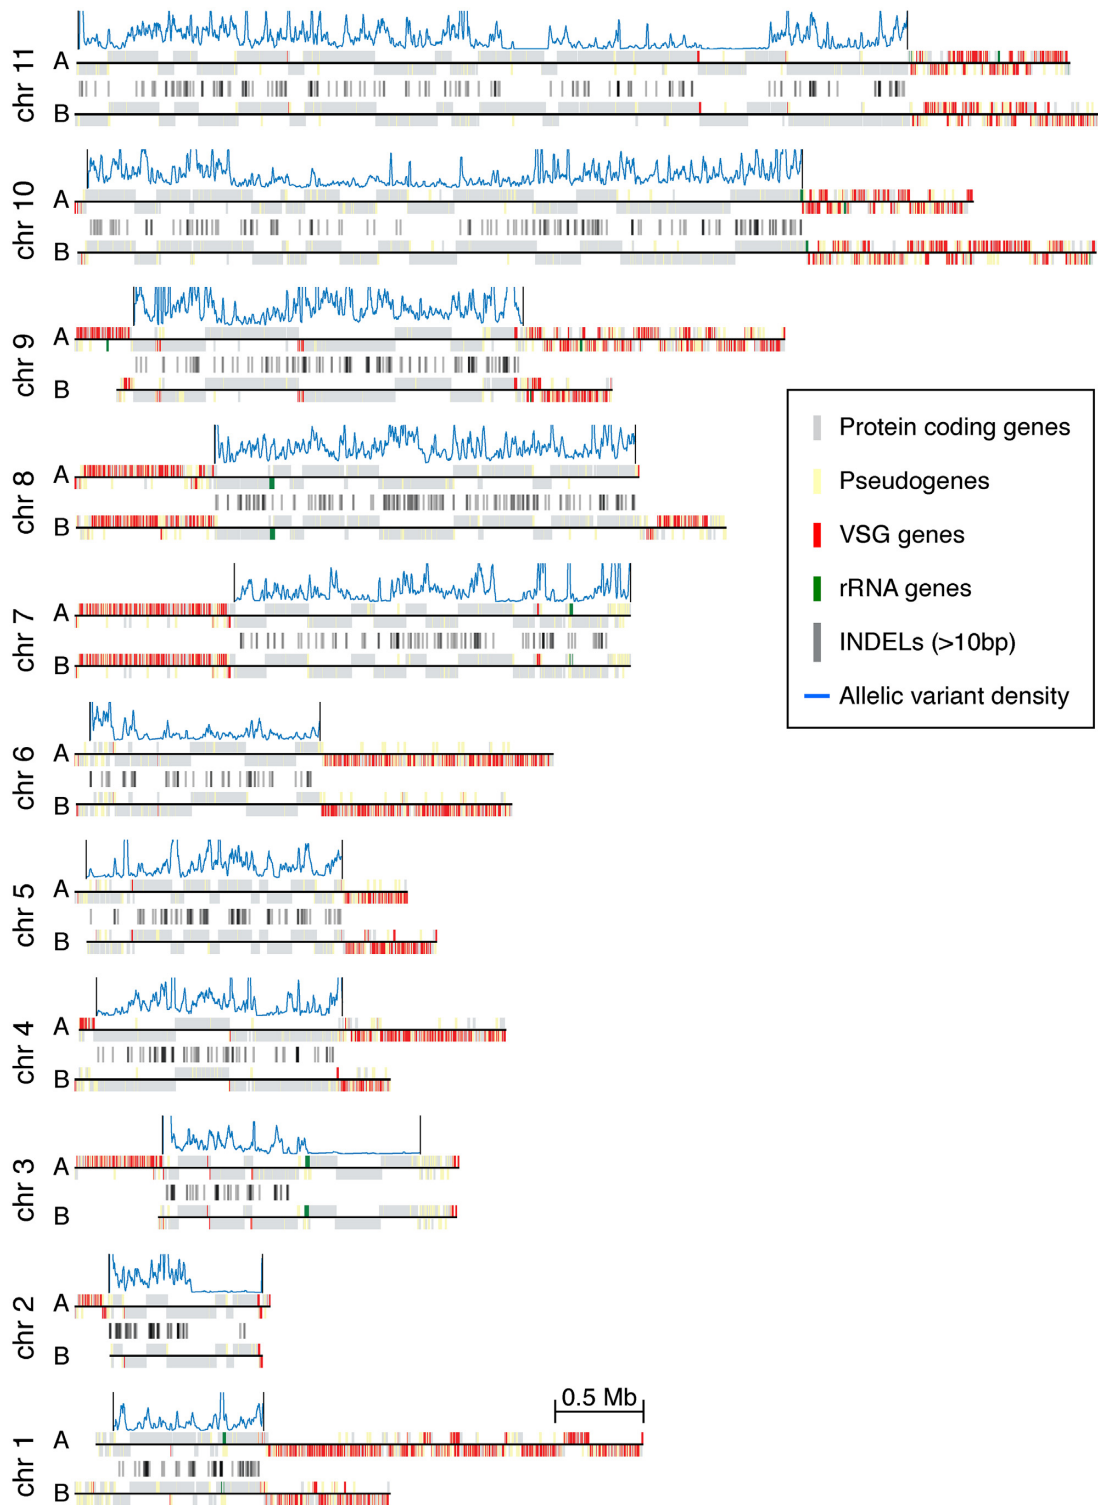 chr 11
A
B
chr 10
A
B
chr 9
A
B
Protein coding genes
Pseudogenes
VSG genes
rRNA genes
INDELs (>10bp)
Allelic variant density
chr 8
A
B
chr 7
A
B
chr 6
A
B
chr 5
A
B
chr 4
A
B
chr 3
A
B
chr 2
A
B
0.5 Mb
chr 1
A
B